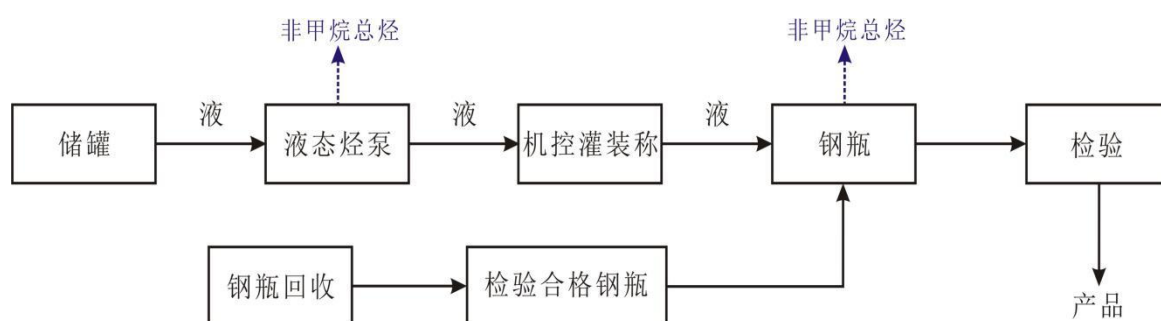 非甲烷总烃
非甲烷总烃
储罐
液
液态烃泵
液
机控灌装称
液
钢瓶
检验
钢瓶回收
检验合格钢瓶
产品